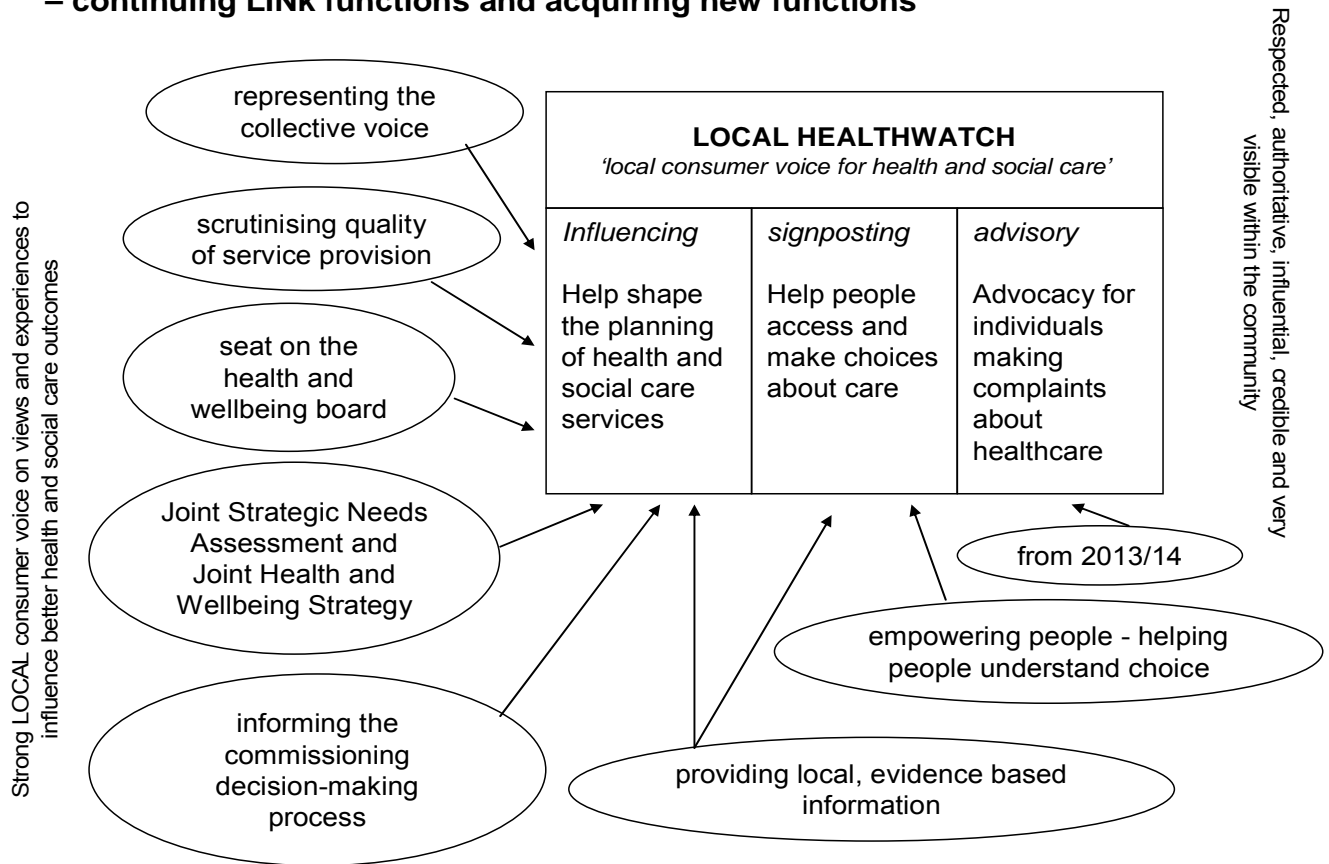 – continuing LINk functions and acquiring new functions
representing the
collective voice
scrutinising quality
of service provision
seat on the
health and
wellbeing board
Joint Strategic Needs
Assessment and
Joint Health and
Wellbeing Strategy
informing the
commissioning
decision-making
process
LOCAL HEALTHWATCH
‘local consumer voice for health and social care’
Influencing
Help shape
the planning
of health and
social care
services
signposting
Help people
access and
make choices
about care
advisory
Advocacy for
individuals
making
complaints
about
healthcare
from 2013/14
empowering people - helping
people understand choice
providing local, evidence based
information
Strong LOCAL consumer voice on views and experiences to
influence better health and social care outcomes
Respected, authoritative, influential, credible and very
visible within the community